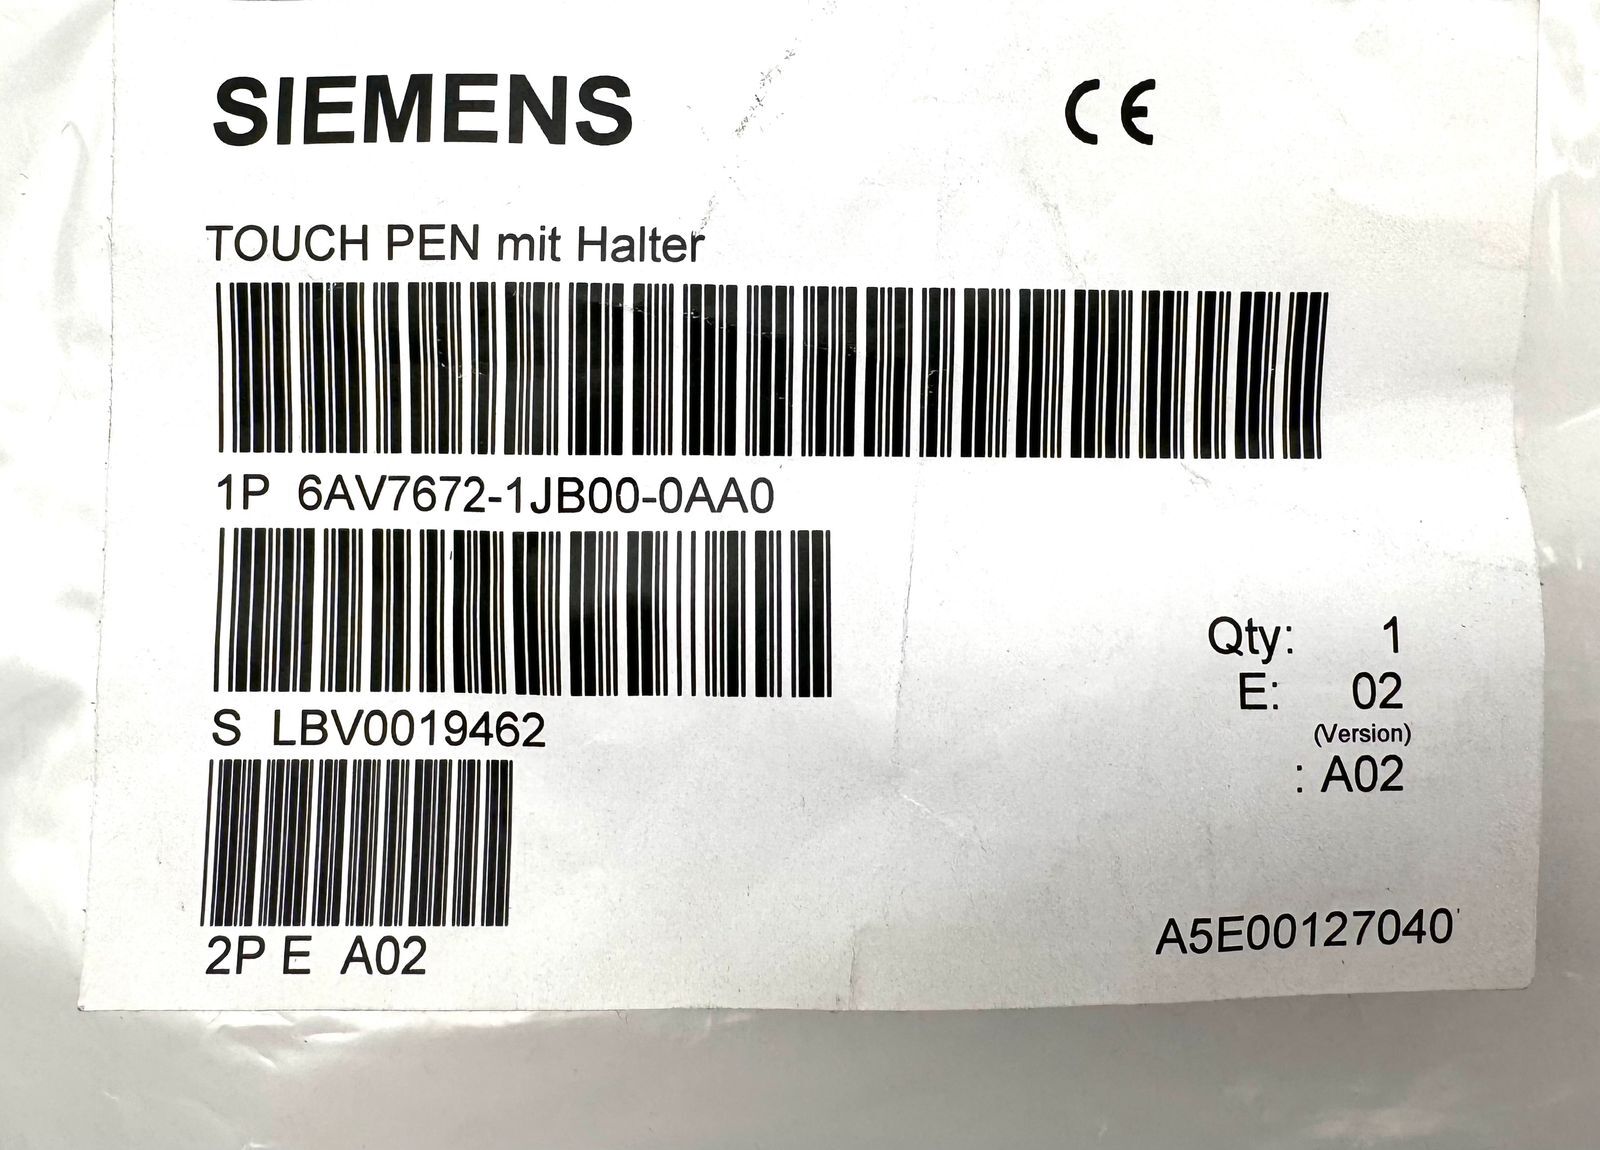 SIEMENS
CE
TOUCH PEN mit Halter
1P 6AV7672-1JB00-0AA0
S LBV0019462
Qty: 1
E: 02
(Version)
: A02
2P E A02
A5E00127040